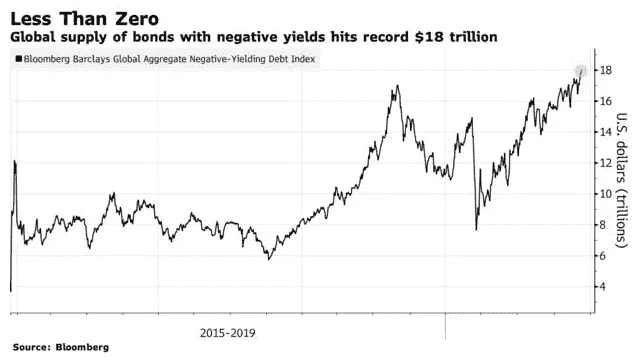 Less Than Zero
Global supply of bonds with negative yields hits record $18 trillion
Bloomberg Barclays Global Aggregate Negative-Yielding Debt Index
18
16
14
12
10
8
6
4
U.S. dollars (trillions)
2015-2019
Source: Bloomberg